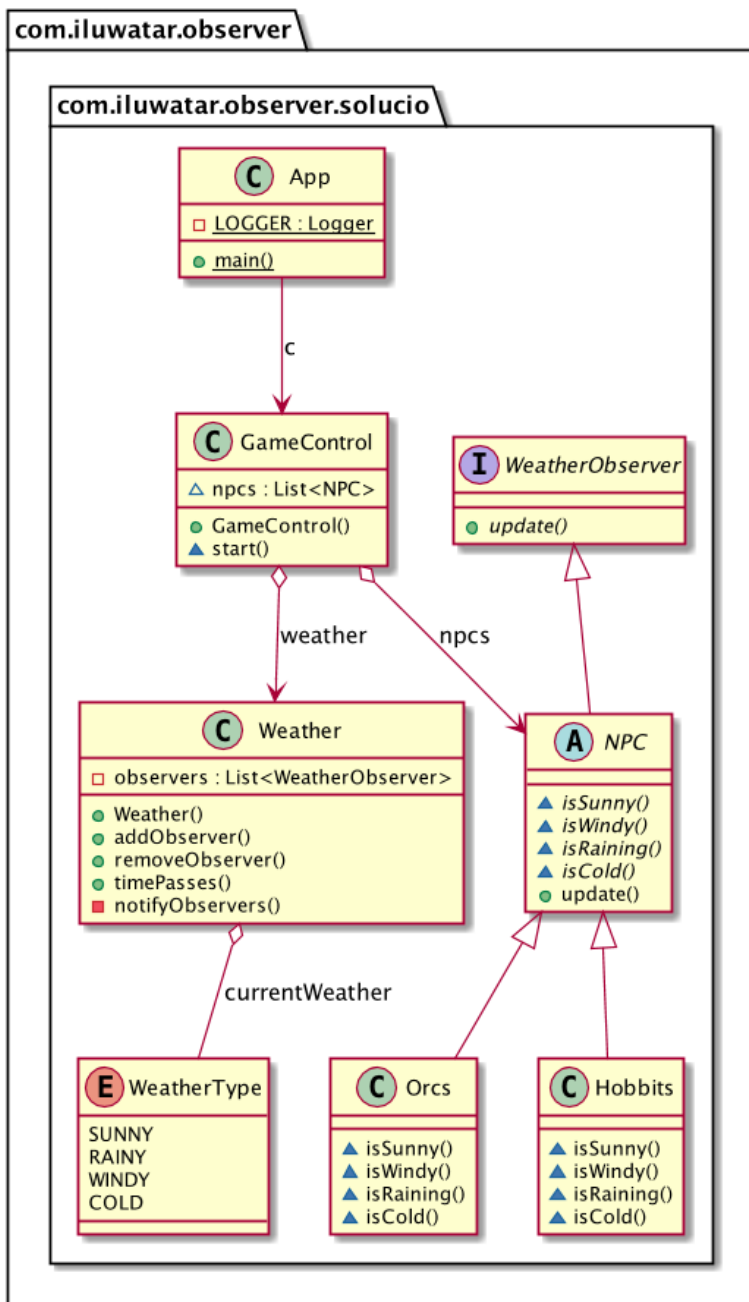 com.iluwatar.observer
com.iluwatar.observer.solucio
C App
LOGGER : Logger
main()
c
C GameControl
npcs : List<NPC>
GameControl()
start()
I WeatherObserver
update()
weather
npcs
C Weather
observers : List<WeatherObserver>
Weather()
addObserver()
removeObserver()
timePasses()
notifyObservers()
A NPC
isSunny()
isWindy()
isRaining()
isCold()
update()
currentWeather
E WeatherType
SUNNY
RAINY
WINDY
COLD
C Orcs
isSunny()
isWindy()
isRaining()
isCold()
C Hobbits
isSunny()
isWindy()
isRaining()
isCold()